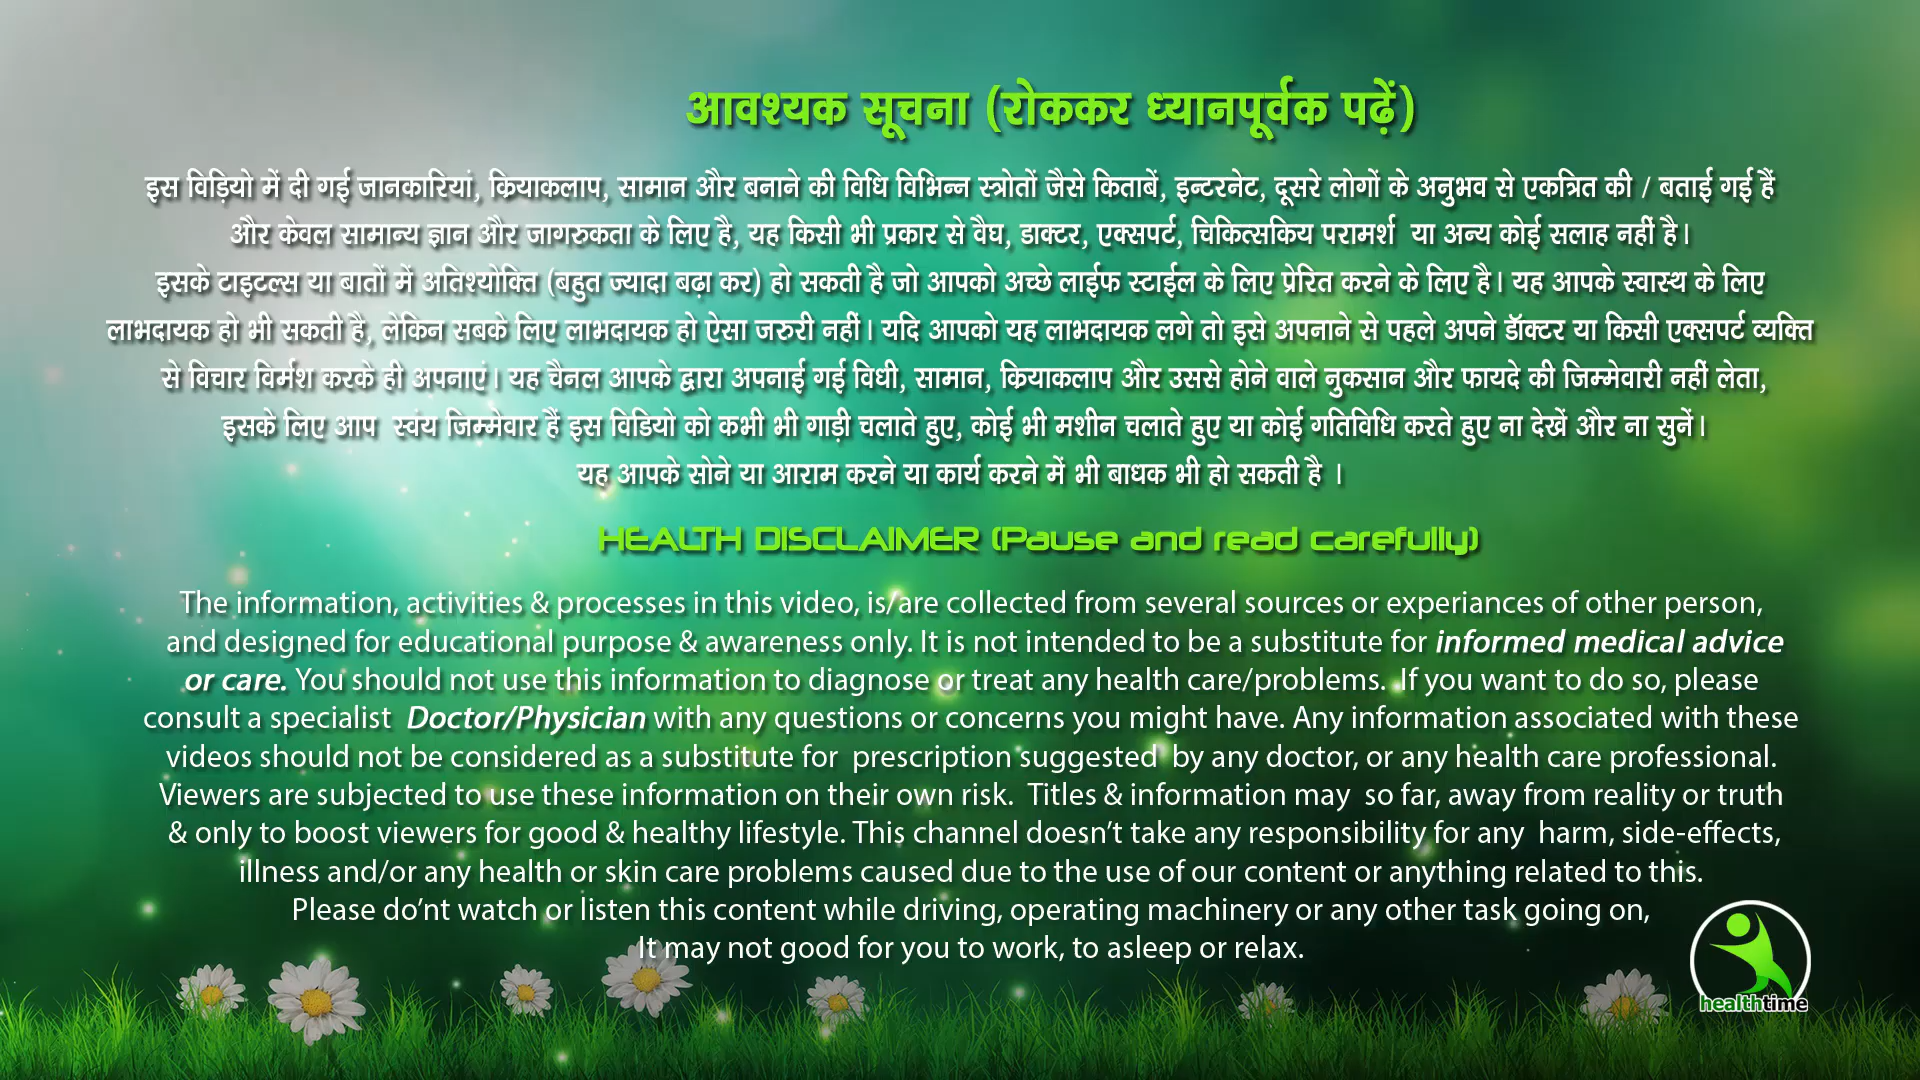 आवश्यक सूचना (रोककर ध्यानपूर्वक पढ़ें)
इस विड़ियो में दी गई जानकारियां, क्रियाकलाप, सामान और बनाने की विधि विभिन्न स्त्रोतों जैसे किताबें, इन्टरनेट, दूसरे लोगों के अनुभव से एकत्रित की / बताई गई हैं
और केवल सामान्य ज्ञान और जागरुकता के लिए है, यह किसी भी प्रकार से वैघ, डाक्टर, एक्सपर्ट, चिकित्सकिय परामर्श या अन्य कोई सलाह नहीं है।
इसके टाइटल्स या बातों में अतिश्योक्ति (बहुत ज्यादा बढ़ा कर) हो सकती है जो आपको अच्छे लाईफ स्टाईल के लिए प्रेरित करने के लिए है। यह आपके स्वास्थ के लिए
लाभदायक हो भी सकती है, लेकिन सबके लिए लाभदायक हो ऐसा जरुरी नहीं। यदि आपको यह लाभदायक लगे तो इसे अपनाने से पहले अपने डॅाक्टर या किसी एक्सपर्ट व्यक्ति
से विचार विर्मश करके ही अपनाएं। यह चैनल आपके द्वारा अपनाई गई विधी, सामान, क्रियाकलाप और उससे होने वाले नुकसान और फायदे की जिम्मेवारी नहीं लेता,
इसके लिए आप स्वंय जिम्मेवार हैं इस विडियो को कभी भी गाड़ी चलाते हुए, कोई भी मशीन चलाते हुए या कोई गतिविधि करते हुए ना देखें और ना सुनें।
यह आपके सोने या आराम करने या कार्य करने में भी बाधक भी हो सकती है ।
HEALTH DISCLAIMER (Pause and read carefully)
The information, activities & processes in this video, is/are collected from several sources or experiances of other person,
and designed for educational purpose & awareness only. It is not intended to be a substitute for informed medical advice
or care. You should not use this information to diagnose or treat any health care/problems. If you want to do so, please
consult a specialist Doctor/Physician with any questions or concerns you might have. Any information associated with these
videos should not be considered as a substitute for prescription suggested by any doctor, or any health care professional.
Viewers are subjected to use these information on their own risk. Titles & information may so far, away from reality or truth
& only to boost viewers for good & healthy lifestyle. This channel doesn’t take any responsibility for any harm, side-effects,
illness and/or any health or skin care problems caused due to the use of our content or anything related to this.
Please do’nt watch or listen this content while driving, operating machinery or any other task going on,
It may not good for you to work, to asleep or relax.
healthtime